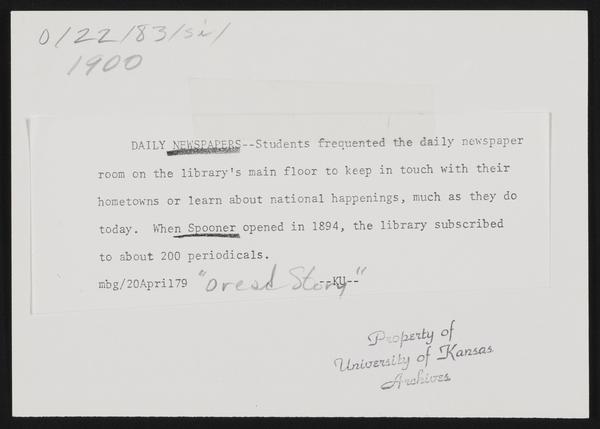 0/22/83/si/
1900
DAILY NEWSPAPERS--Students frequented the daily newspaper
room on the library's main floor to keep in touch with their
hometowns or learn about national happenings, much as they do
today. When Spooner opened in 1894, the library subscribed
to about 200 periodicals.
mbg/20April79 "Oread Story" --KU--
Property of
University of Kansas
Archives